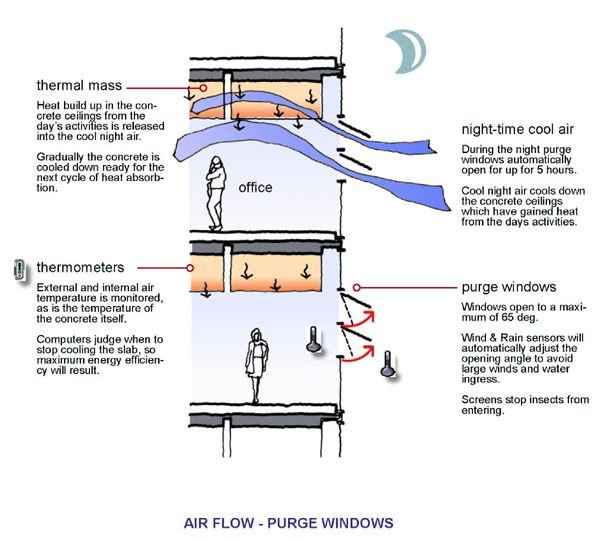 thermal mass
Heat build up in the con-
crete ceilings from the
day's activities is released
into the cool night air.
Gradually the concrete is
cooled down ready for the
next cycle of heat absorb-
tion.
office
night-time cool air
During the night purge
windows automatically
open for up for 5 hours.
Cool night air cools down
the concrete ceilings
which have gained heat
from the days activities.
thermometers
External and internal air
temperature is monitored,
as is the temperature of
the concrete itself.
Computers judge when to
stop cooling the slab, so
maximum energy efficien-
cy will result.
purge windows
Windows open to a maxi-
mum of 65 deg.
Wind & Rain sensors will
automatically adjust the
opening angle to avoid
large winds and water
ingress.
Screens stop insects from
entering.
AIR FLOW - PURGE WINDOWS